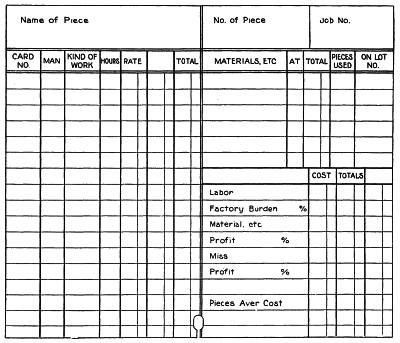 Name of Piece
No. of Piece
Job No.
CARD NO.
MAN
KIND OF WORK
HOURS
RATE
TOTAL
MATERIALS, ETC
AT
TOTAL
PIECES USED
ON LOT NO.
COST
TOTALS
Labor
Factory Burden %
Material, etc
Profit %
Miss
Profit %
Pieces Aver Cost